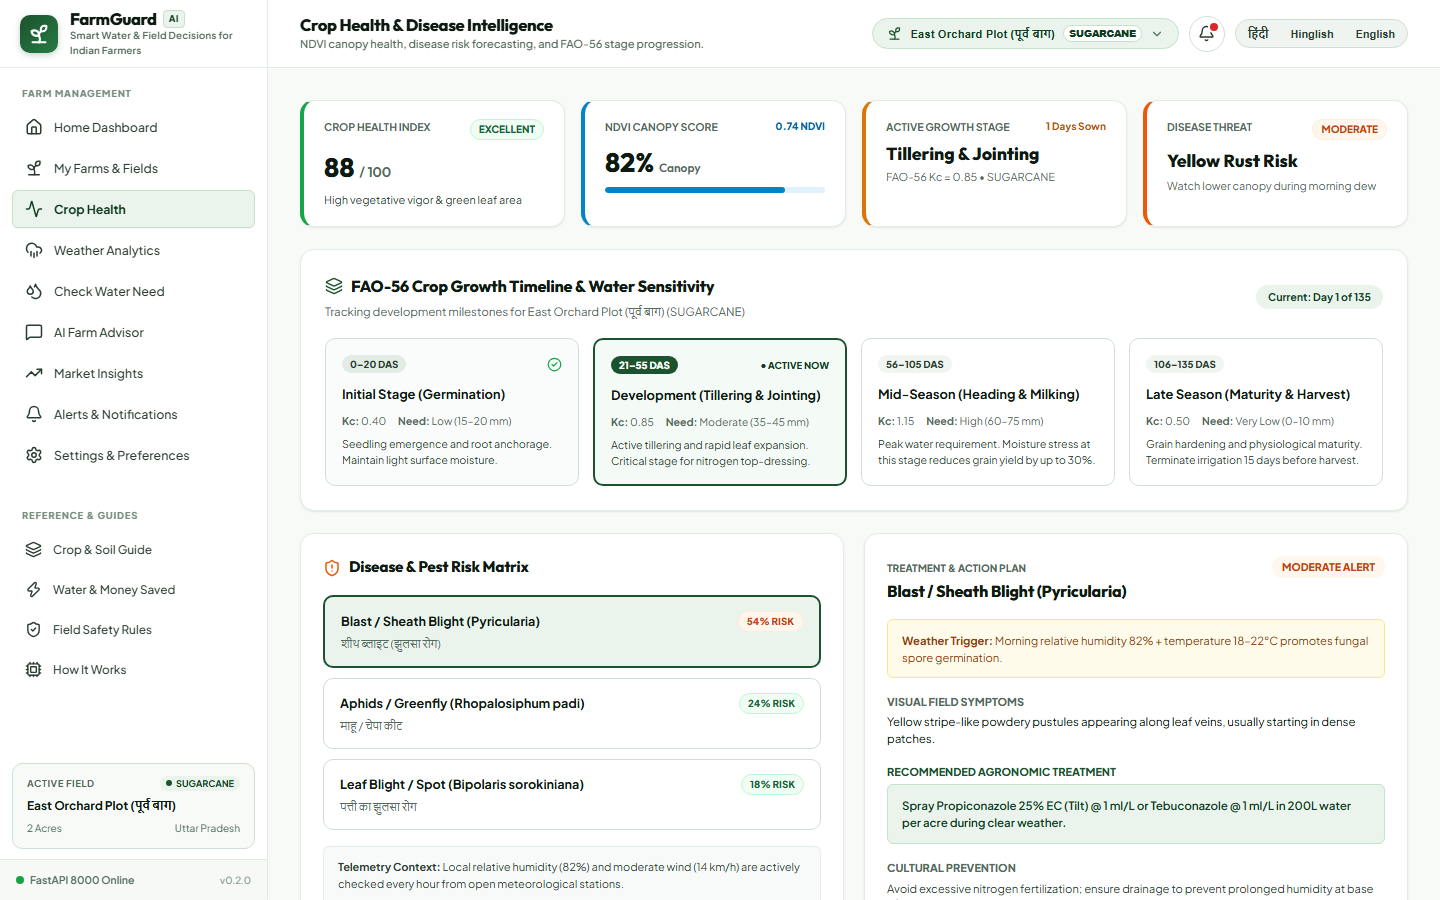 FarmGuard AI
Smart Water & Field Decisions for
Indian Farmers
FARM MANAGEMENT
Home Dashboard
My Farms & Fields
Crop Health
Weather Analytics
Check Water Need
AI Farm Advisor
Market Insights
Alerts & Notifications
Settings & Preferences
REFERENCE & GUIDES
Crop & Soil Guide
Water & Money Saved
Field Safety Rules
How It Works
ACTIVE FIELD
SUGARCANE
East Orchard Plot (पूर्व बाग)
2 Acres
Uttar Pradesh
FastAPI 8000 Online
v0.2.0
Crop Health & Disease Intelligence
NDVI canopy health, disease risk forecasting, and FAO-56 stage progression.
East Orchard Plot (पूर्व बाग) SUGARCANE
हिंदी Hinglish English
CROP HEALTH INDEX
EXCELLENT
88 / 100
High vegetative vigor & green leaf area
NDVI CANOPY SCORE
0.74 NDVI
82% Canopy
ACTIVE GROWTH STAGE
1 Days Sown
Tillering & Jointing
FAO-56 Kc = 0.85 • SUGARCANE
DISEASE THREAT
MODERATE
Yellow Rust Risk
Watch lower canopy during morning dew
FAO-56 Crop Growth Timeline & Water Sensitivity
Tracking development milestones for East Orchard Plot (पूर्व बाग) (SUGARCANE)
Current: Day 1 of 135
0-20 DAS
Initial Stage (Germination)
Kc: 0.40 Need: Low (15-20 mm)
Seedling emergence and root anchorage.
Maintain light surface moisture.
21-55 DAS
• ACTIVE NOW
Development (Tillering & Jointing)
Kc: 0.85 Need: Moderate (35-45 mm)
Active tillering and rapid leaf expansion.
Critical stage for nitrogen top-dressing.
56-105 DAS
Mid-Season (Heading & Milking)
Kc: 1.15 Need: High (60-75 mm)
Peak water requirement. Moisture stress at
this stage reduces grain yield by up to 30%.
106-135 DAS
Late Season (Maturity & Harvest)
Kc: 0.50 Need: Very Low (0-10 mm)
Grain hardening and physiological maturity.
Terminate irrigation 15 days before harvest.
Disease & Pest Risk Matrix
Blast / Sheath Blight (Pyricularia)
54% RISK
शीथ ब्लाइट (झुलसा रोग)
Aphids / Greenfly (Rhopalosiphum padi)
24% RISK
माहू / चेपा कीट
Leaf Blight / Spot (Bipolaris sorokiniana)
18% RISK
पत्ती का झुलसा रोग
Telemetry Context: Local relative humidity (82%) and moderate wind (14 km/h) are actively
checked every hour from open meteorological stations.
TREATMENT & ACTION PLAN
MODERATE ALERT
Blast / Sheath Blight (Pyricularia)
Weather Trigger: Morning relative humidity 82% + temperature 18-22°C promotes fungal
spore germination.
VISUAL FIELD SYMPTOMS
Yellow stripe-like powdery pustules appearing along leaf veins, usually starting in dense
patches.
RECOMMENDED AGRONOMIC TREATMENT
Spray Propiconazole 25% EC (Tilt) @ 1 ml/L or Tebuconazole @ 1 ml/L in 200L water
per acre during clear weather.
CULTURAL PREVENTION
Avoid excessive nitrogen fertilization; ensure drainage to prevent prolonged humidity at base